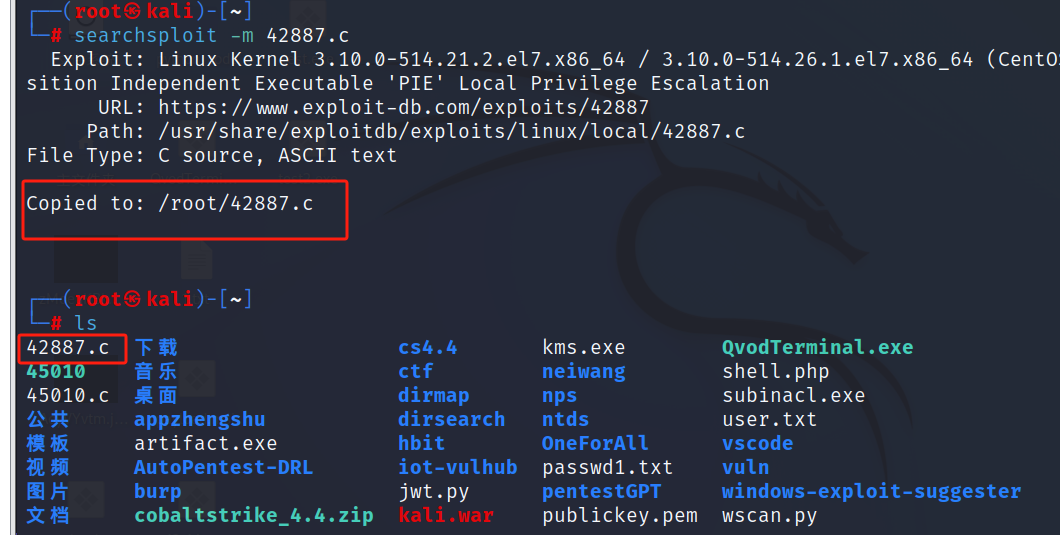 ┌──(root㉿kali)-[~]
└─# searchsploit -m 42887.c
  Exploit: Linux Kernel 3.10.0-514.21.2.el7.x86_64 / 3.10.0-514.26.1.el7.x86_64 (CentO
sition Independent Executable 'PIE' Local Privilege Escalation
      URL: https://www.exploit-db.com/exploits/42887
     Path: /usr/share/exploitdb/exploits/linux/local/42887.c
File Type: C source, ASCII text
Copied to: /root/42887.c
┌──(root㉿kali)-[~]
└─# ls
42887.c  下载  cs4.4  kms.exe  QvodTerminal.exe
45010  音乐  ctf  neiwang  shell.php
45010.c  桌面  dirmap  nps  subinacl.exe
公共  appzhengshu  dirsearch  ntds  user.txt
模板  artifact.exe  hbit  OneForAll  vscode
视频  AutoPentest-DRL  iot-vulhub  passwd1.txt  vuln
图片  burp  jwt.py  pentestGPT  windows-exploit-suggester
文档  cobaltstrike_4.4.zip  kali.war  publickey.pem  wscan.py